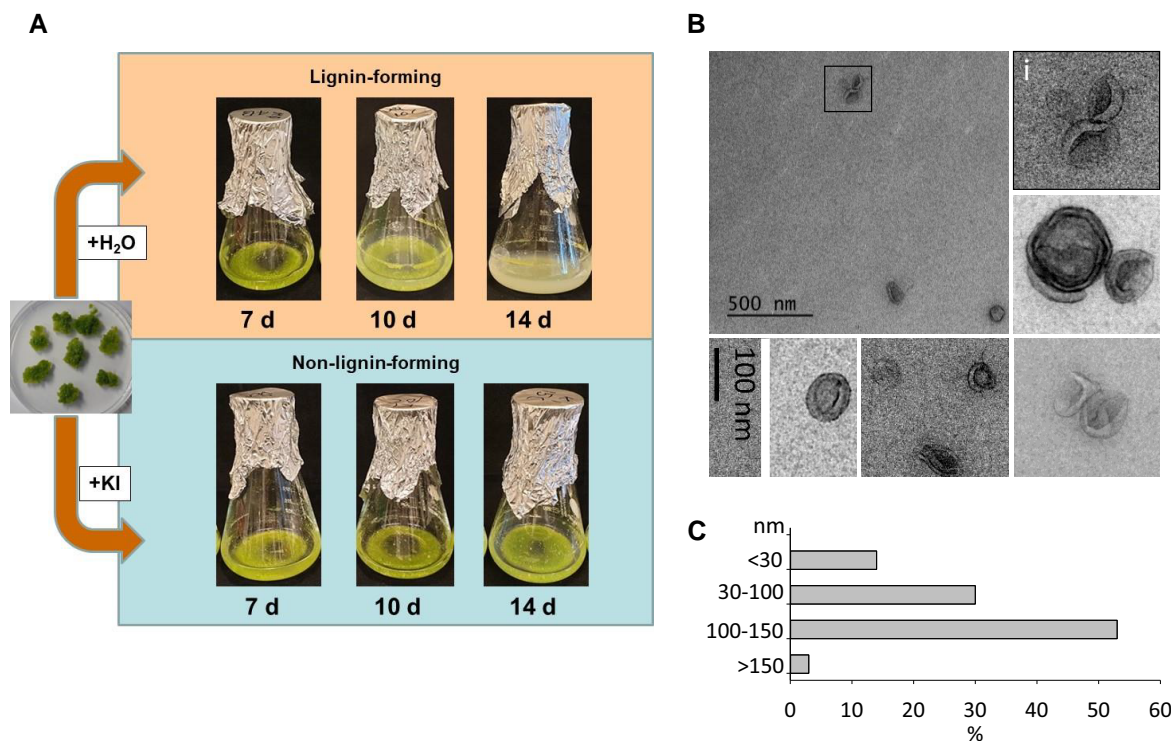 A
Lignin-forming
+H₂O
7 d
10 d
14 d
Non-lignin-forming
+KI
7 d
10 d
14 d
B
i
500 nm
100 nm
C
nm
<30
30-100
100-150
>150
0 10 20 30 40 50 60
%